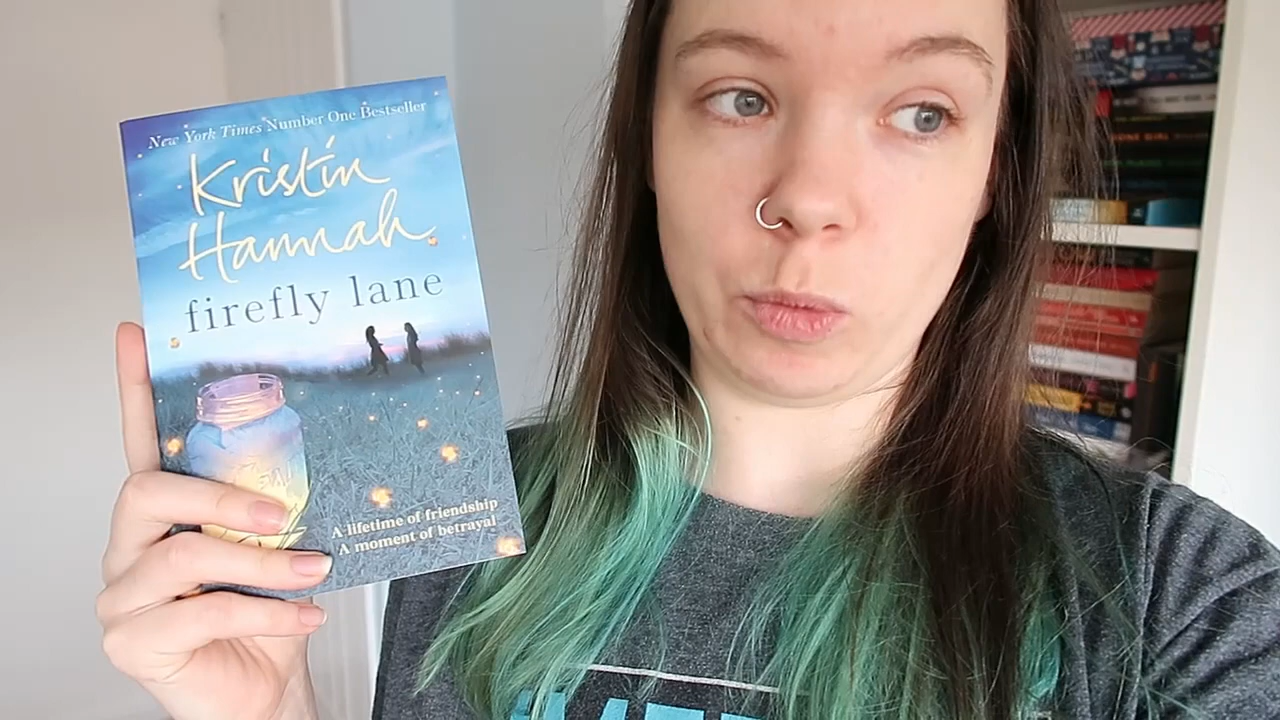 New York Times Number One Bestseller
Kristin
Hannah
firefly lane
A lifetime of friendship
A moment of betrayal